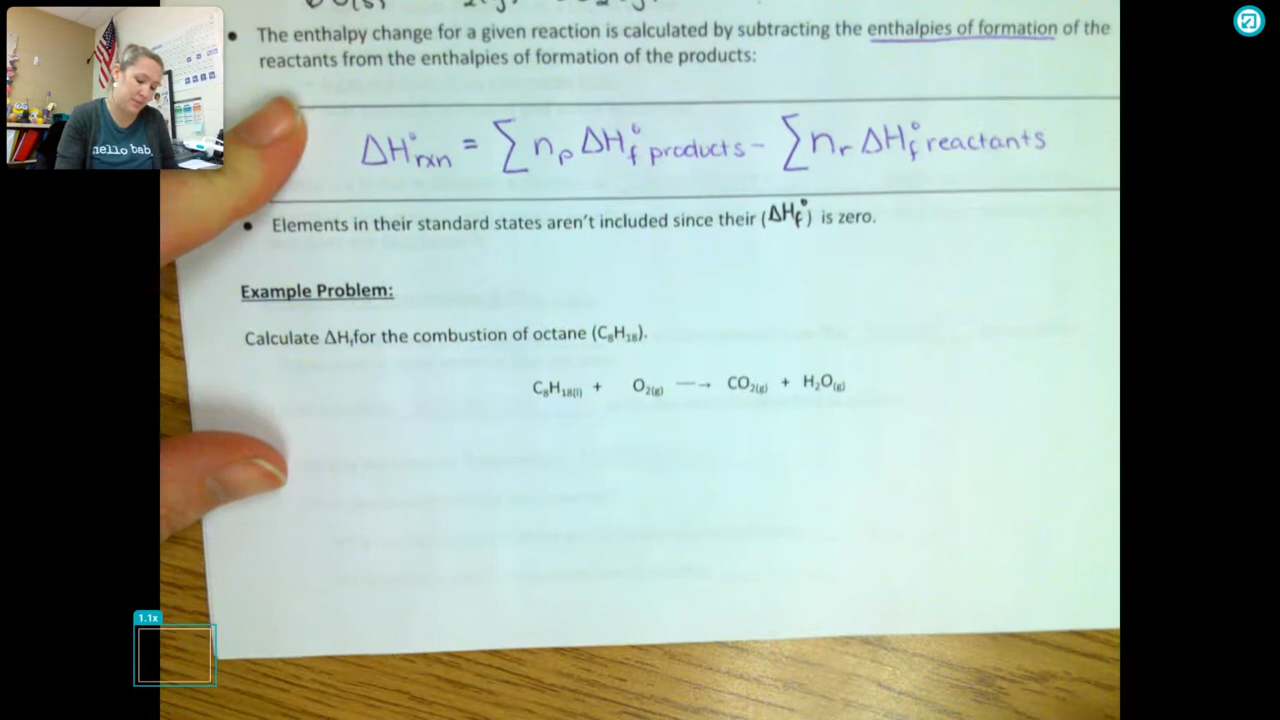 • The enthalpy change for a given reaction is calculated by subtracting the enthalpies of formation of the
reactants from the enthalpies of formation of the products:
ΔH°rxn = ∑ nₚ ΔH°f products - ∑ nᵣ ΔH°f reactants
• Elements in their standard states aren't included since their (ΔH°f) is zero.
Example Problem:
Calculate ΔHf for the combustion of octane (C₈H₁₈).
C₈H₁₈(l) + O₂(g) → CO₂(g) + H₂O(g)
hello bab
1.1x